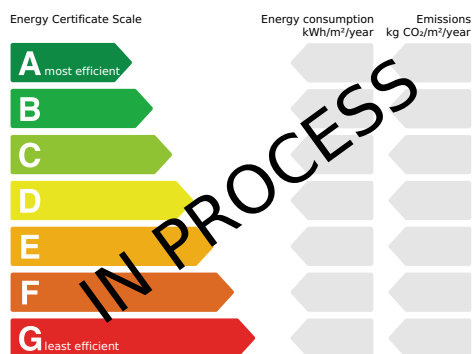 Energy Certificate Scale
Energy consumption
kWh/m²/year
Emissions
kg CO₂/m²/year
A most efficient
B
C
D
E
F
G least efficient
IN PROCESS